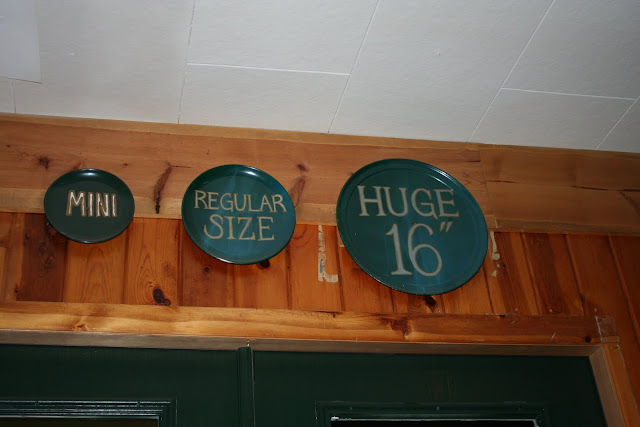 MINI
REGULAR
SIZE
HUGE
16"